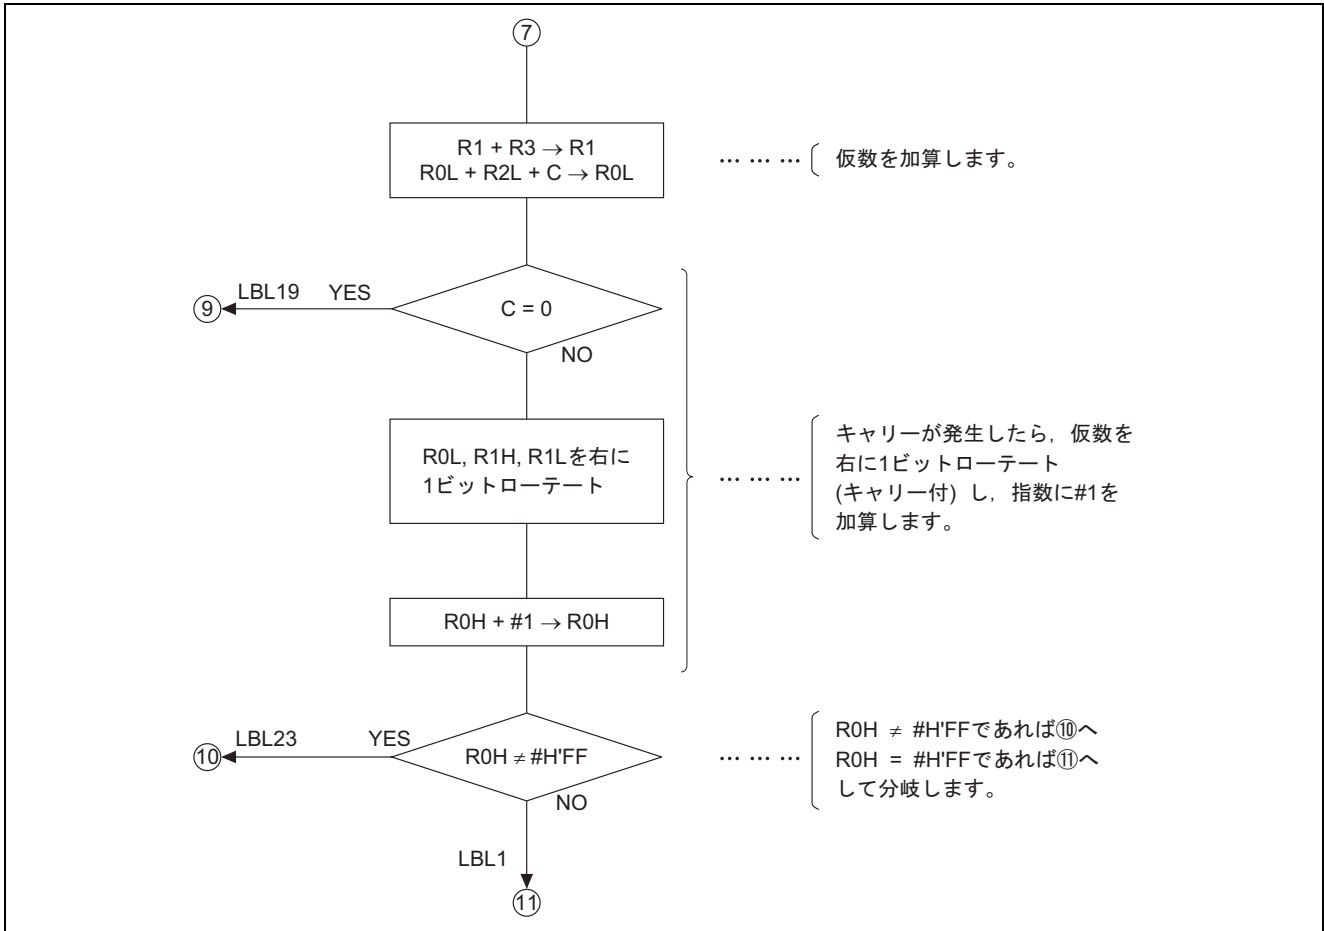 ⑦
R1 + R3 → R1
R0L + R2L + C → R0L
… … …
仮数を加算します。
C = 0
YES
LBL19
⑨
NO
R0L, R1H, R1Lを右に
1ビットローテート
… … …
キャリーが発生したら，仮数を
右に1ビットローテート
(キャリー付) し，指数に#1を
加算します。
R0H + #1 → R0H
R0H ≠ #H'FF
YES
LBL23
⑩
NO
… … …
R0H ≠ #H'FFであれば⑩へ
R0H = #H'FFであれば⑪へ
して分岐します。
LBL1
⑪